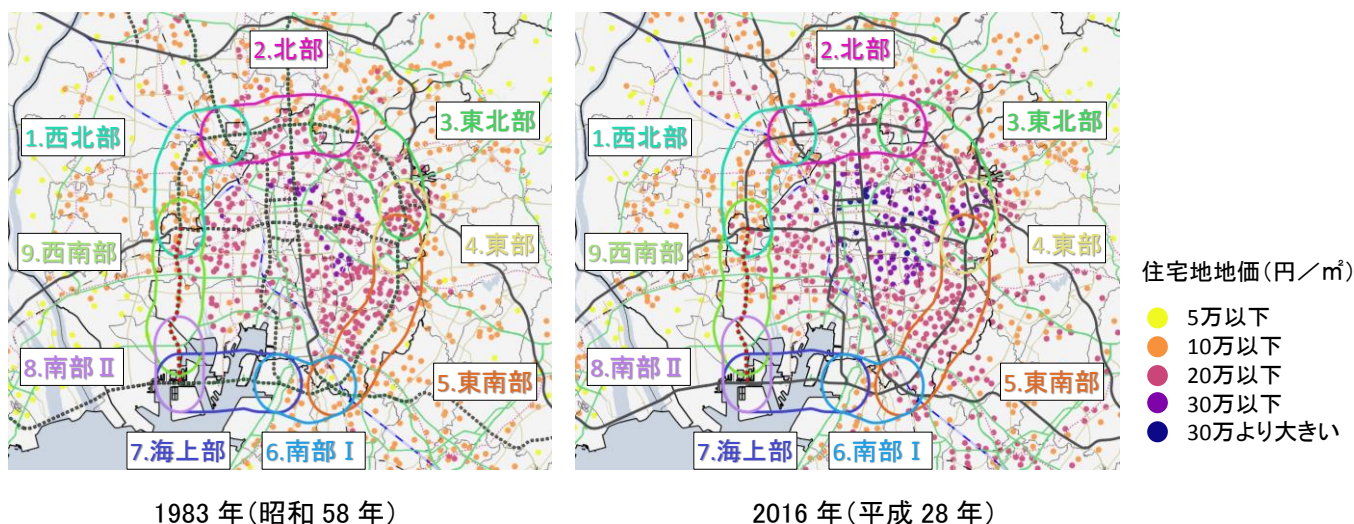 2.北部
1.西北部
3.東北部
9.西南部
4.東部
8.南部Ⅱ
5.東南部
7.海上部
6.南部Ⅰ
1983年(昭和58年)
2.北部
1.西北部
3.東北部
9.西南部
4.東部
8.南部Ⅱ
5.東南部
7.海上部
6.南部Ⅰ
2016年(平成28年)
住宅地地価(円/㎡)
5万以下
10万以下
20万以下
30万以下
30万より大きい